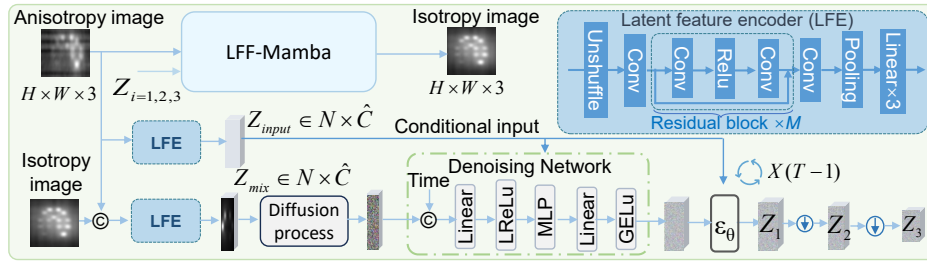 Anisotropy image
H×W×3
Z_{i=1,2,3}
LFF-Mamba
Isotropy image
H×W×3
Latent feature encoder (LFE)
Unshuffle
Conv
Conv
Relu
Conv
Conv
Pooling
Linear×3
Residual block ×M
LFE
Z_{input} ∈ N×Ĉ
Conditional input
Isotropy
image
©
LFE
Z_{mix} ∈ N×Ĉ
Diffusion
process
Denoising Network
Time
©
Linear
LReLu
MLP
Linear
GELu
X(T−1)
ε_θ
Z_1
Z_2
Z_3